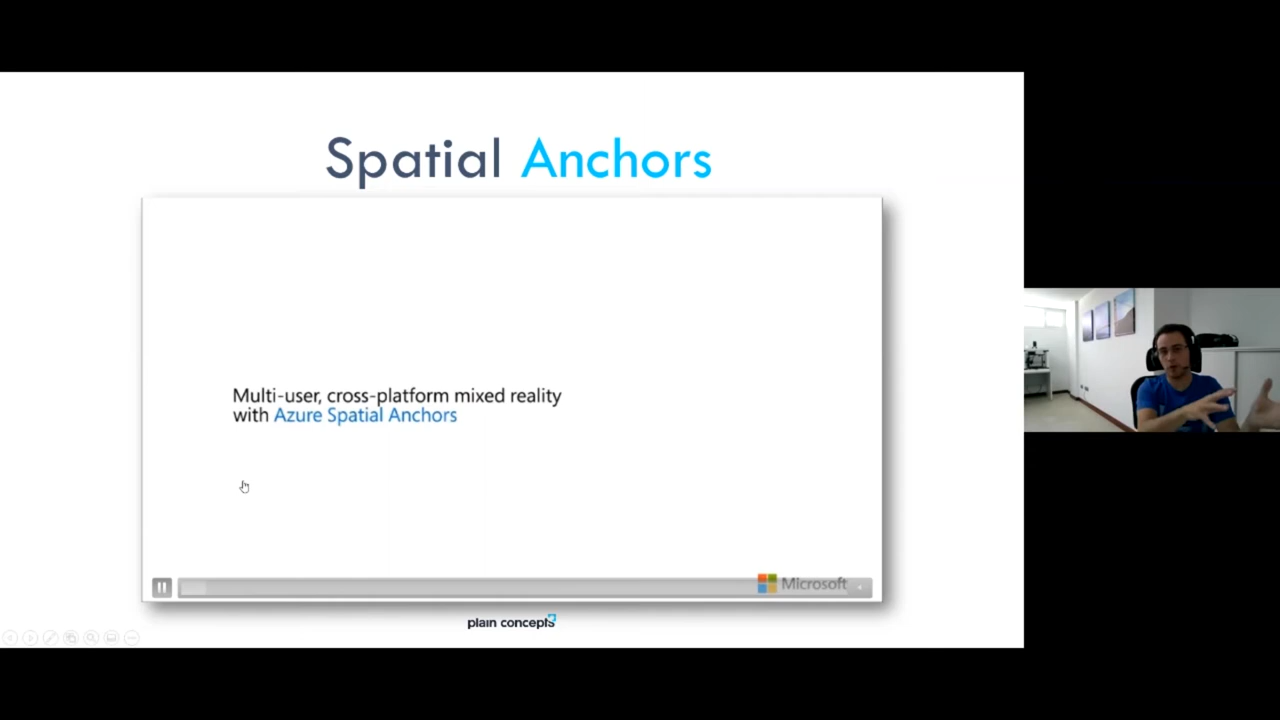 Spatial Anchors
Multi-user, cross-platform mixed reality
with Azure Spatial Anchors
Microsoft
plain concepts